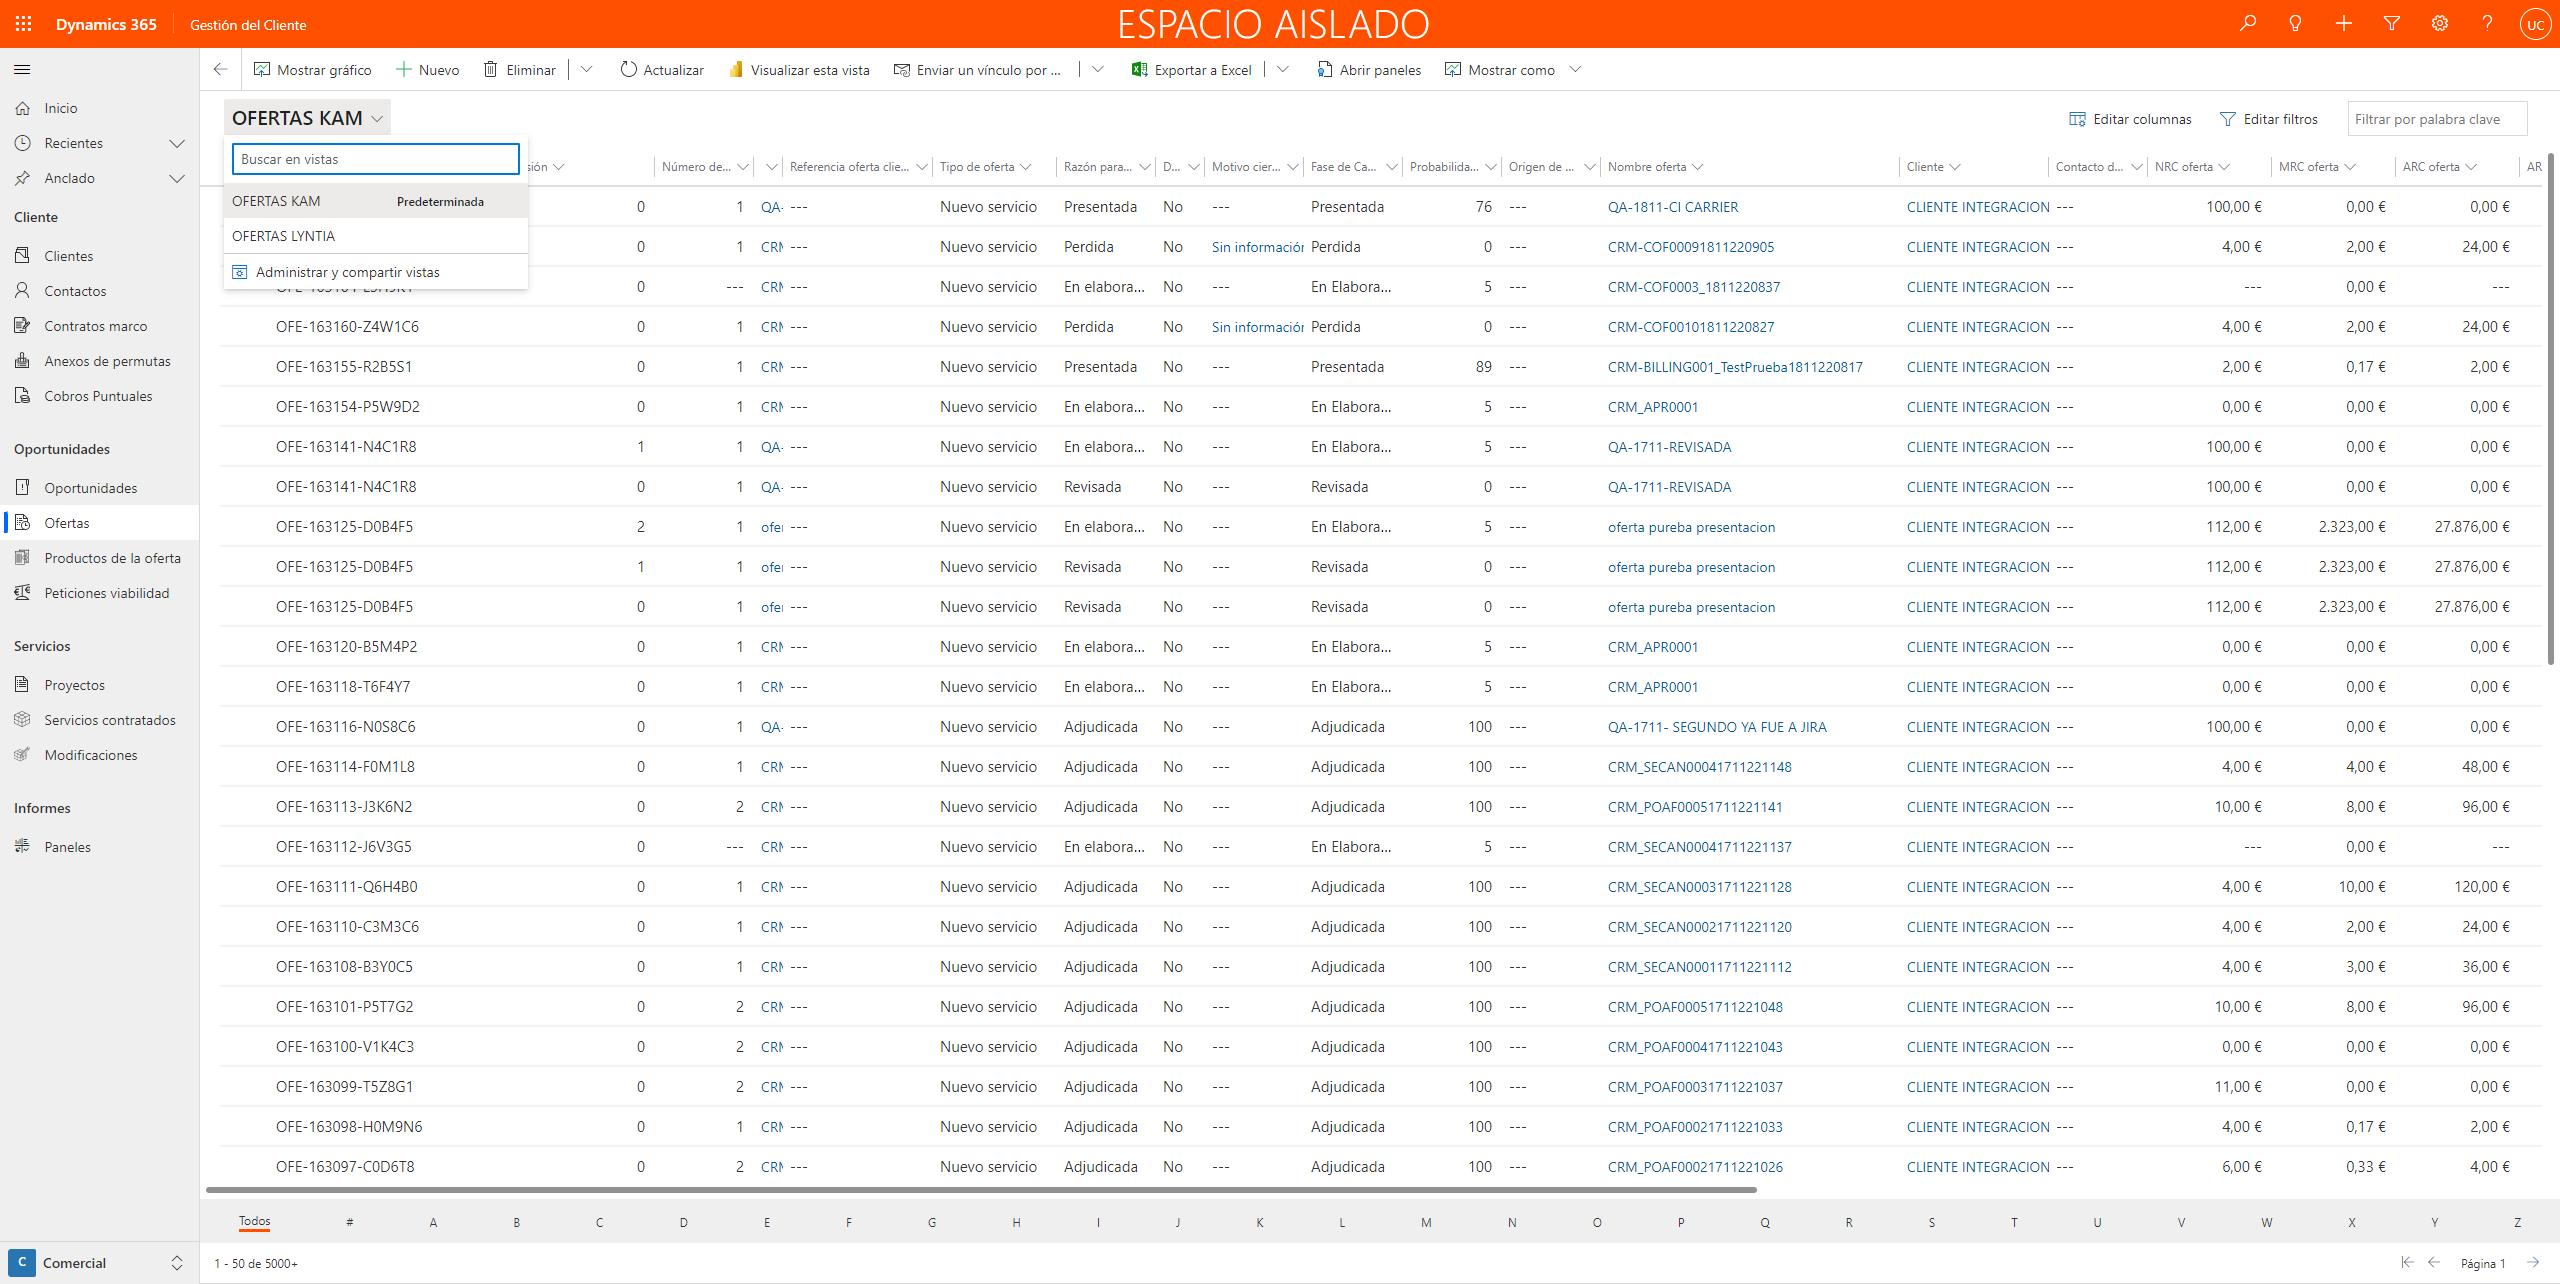 Dynamics 365 Gestión del Cliente ESPACIO AISLADO UC
Mostrar gráfico Nuevo Eliminar Actualizar Visualizar esta vista Enviar un vínculo por ... Exportar a Excel Abrir paneles Mostrar como
Inicio
Recientes
Anclado
Cliente
Clientes
Contactos
Contratos marco
Anexos de permutas
Cobros Puntuales
Oportunidades
Oportunidades
Ofertas
Productos de la oferta
Peticiones viabilidad
Servicios
Proyectos
Servicios contratados
Modificaciones
Informes
Paneles
C Comercial
OFERTAS KAM Editar columnas Editar filtros Filtrar por palabra clave
Buscar en vistas
OFERTAS KAM Predeterminada
OFERTAS LYNTIA
Administrar y compartir vistas
sión Número de... Referencia oferta clie... Tipo de oferta Razón para... D... Motivo cier... Fase de Ca... Probabilida... Origen de ... Nombre oferta Cliente Contacto d... NRC oferta MRC oferta ARC oferta AR
0 1 QA- --- Nuevo servicio Presentada No --- Presentada 76 --- QA-1811-CI CARRIER CLIENTE INTEGRACION --- 100,00 € 0,00 € 0,00 €
0 1 CRM --- Nuevo servicio Perdida No Sin información Perdida 0 --- CRM-COF00091811220905 CLIENTE INTEGRACION --- 4,00 € 2,00 € 24,00 €
0 --- CRM --- Nuevo servicio En elabora... No --- En Elabora... 5 --- CRM-COF0003_1811220837 CLIENTE INTEGRACION --- --- 0,00 € ---
OFE-163160-Z4W1C6 0 1 CRM --- Nuevo servicio Perdida No Sin información Perdida 0 --- CRM-COF00101811220827 CLIENTE INTEGRACION --- 4,00 € 2,00 € 24,00 €
OFE-163155-R2B5S1 0 1 CRM --- Nuevo servicio Presentada No --- Presentada 89 --- CRM-BILLING001_TestPrueba1811220817 CLIENTE INTEGRACION --- 2,00 € 0,17 € 2,00 €
OFE-163154-P5W9D2 0 1 CRM --- Nuevo servicio En elabora... No --- En Elabora... 5 --- CRM_APR0001 CLIENTE INTEGRACION --- 0,00 € 0,00 € 0,00 €
OFE-163141-N4C1R8 1 1 QA- --- Nuevo servicio En elabora... No --- En Elabora... 5 --- QA-1711-REVISADA CLIENTE INTEGRACION --- 100,00 € 0,00 € 0,00 €
OFE-163141-N4C1R8 0 1 QA- --- Nuevo servicio Revisada No --- Revisada 0 --- QA-1711-REVISADA CLIENTE INTEGRACION --- 100,00 € 0,00 € 0,00 €
OFE-163125-D0B4F5 2 1 ofe --- Nuevo servicio En elabora... No --- En Elabora... 5 --- oferta pureba presentacion CLIENTE INTEGRACION --- 112,00 € 2.323,00 € 27.876,00 €
OFE-163125-D0B4F5 1 1 ofe --- Nuevo servicio Revisada No --- Revisada 0 --- oferta pureba presentacion CLIENTE INTEGRACION --- 112,00 € 2.323,00 € 27.876,00 €
OFE-163125-D0B4F5 0 1 ofe --- Nuevo servicio Revisada No --- Revisada 0 --- oferta pureba presentacion CLIENTE INTEGRACION --- 112,00 € 2.323,00 € 27.876,00 €
OFE-163120-B5M4P2 0 1 CRM --- Nuevo servicio En elabora... No --- En Elabora... 5 --- CRM_APR0001 CLIENTE INTEGRACION --- 0,00 € 0,00 € 0,00 €
OFE-163118-T6F4Y7 0 1 CRM --- Nuevo servicio En elabora... No --- En Elabora... 5 --- CRM_APR0001 CLIENTE INTEGRACION --- 0,00 € 0,00 € 0,00 €
OFE-163116-N0S8C6 0 1 QA- --- Nuevo servicio Adjudicada No --- Adjudicada 100 --- QA-1711- SEGUNDO YA FUE A JIRA CLIENTE INTEGRACION --- 100,00 € 0,00 € 0,00 €
OFE-163114-F0M1L8 0 1 CRM --- Nuevo servicio Adjudicada No --- Adjudicada 100 --- CRM_SECAN00041711221148 CLIENTE INTEGRACION --- 4,00 € 4,00 € 48,00 €
OFE-163113-J3K6N2 0 2 CRM --- Nuevo servicio Adjudicada No --- Adjudicada 100 --- CRM_POAF00051711221141 CLIENTE INTEGRACION --- 10,00 € 8,00 € 96,00 €
OFE-163112-J6V3G5 0 --- CRM --- Nuevo servicio En elabora... No --- En Elabora... 5 --- CRM_SECAN00041711221137 CLIENTE INTEGRACION --- --- 0,00 € ---
OFE-163111-Q6H4B0 0 1 CRM --- Nuevo servicio Adjudicada No --- Adjudicada 100 --- CRM_SECAN00031711221128 CLIENTE INTEGRACION --- 4,00 € 10,00 € 120,00 €
OFE-163110-C3M3C6 0 1 CRM --- Nuevo servicio Adjudicada No --- Adjudicada 100 --- CRM_SECAN00021711221120 CLIENTE INTEGRACION --- 4,00 € 2,00 € 24,00 €
OFE-163108-B3Y0C5 0 1 CRM --- Nuevo servicio Adjudicada No --- Adjudicada 100 --- CRM_SECAN00011711221112 CLIENTE INTEGRACION --- 4,00 € 3,00 € 36,00 €
OFE-163101-P5T7G2 0 2 CRM --- Nuevo servicio Adjudicada No --- Adjudicada 100 --- CRM_POAF00051711221048 CLIENTE INTEGRACION --- 10,00 € 8,00 € 96,00 €
OFE-163100-V1K4C3 0 2 CRM --- Nuevo servicio Adjudicada No --- Adjudicada 100 --- CRM_POAF00041711221043 CLIENTE INTEGRACION --- 0,00 € 0,00 € 0,00 €
OFE-163099-T5Z8G1 0 2 CRM --- Nuevo servicio Adjudicada No --- Adjudicada 100 --- CRM_POAF00031711221037 CLIENTE INTEGRACION --- 11,00 € 0,00 € 0,00 €
OFE-163098-H0M9N6 0 1 CRM --- Nuevo servicio Adjudicada No --- Adjudicada 100 --- CRM_POAF00021711221033 CLIENTE INTEGRACION --- 4,00 € 0,17 € 2,00 €
OFE-163097-C0D6T8 0 2 CRM --- Nuevo servicio Adjudicada No --- Adjudicada 100 --- CRM_POAF00021711221026 CLIENTE INTEGRACION --- 6,00 € 0,33 € 4,00 €
Todos # A B C D E F G H I J K L M N O P Q R S T U V W X Y Z
1 - 50 de 5000+ Página 1